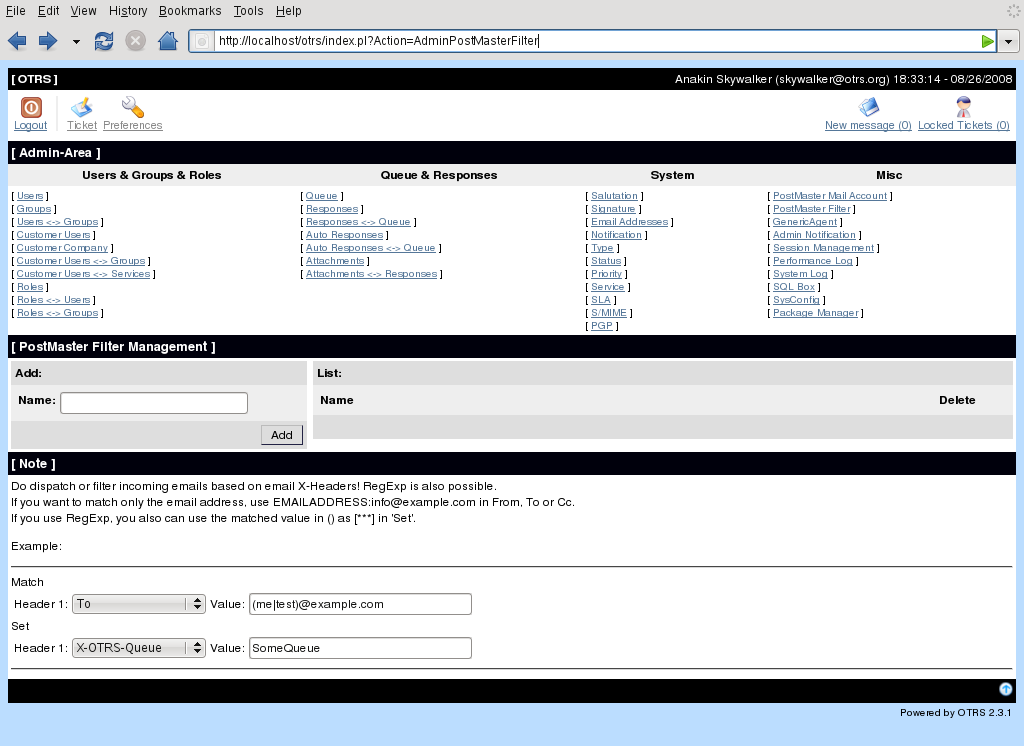 File Edit View History Bookmarks Tools Help
http://localhost/otrs/index.pl?Action=AdminPostMasterFilter
[ OTRS ] Anakin Skywalker (skywalker@otrs.org) 18:33:14 - 08/26/2008
Logout Ticket Preferences New message (0) Locked Tickets (0)
[ Admin-Area ]
Users & Groups & Roles Queue & Responses System Misc
[ Users ] [ Queue ] [ Salutation ] [ PostMaster Mail Account ]
[ Groups ] [ Responses ] [ Signature ] [ PostMaster Filter ]
[ Users <-> Groups ] [ Responses <-> Queue ] [ Email Addresses ] [ GenericAgent ]
[ Customer Users ] [ Auto Responses ] [ Notification ] [ Admin Notification ]
[ Customer Company ] [ Auto Responses <-> Queue ] [ Type ] [ Session Management ]
[ Customer Users <-> Groups ] [ Attachments ] [ Status ] [ Performance Log ]
[ Customer Users <-> Services ] [ Attachments <-> Responses ] [ Priority ] [ System Log ]
[ Roles ] [ Service ] [ SQL Box ]
[ Roles <-> Users ] [ SLA ] [ SysConfig ]
[ Roles <-> Groups ] [ S/MIME ] [ Package Manager ]
[ PGP ]
[ PostMaster Filter Management ]
Add: List:
Name: Name Delete
Add
[ Note ]
Do dispatch or filter incoming emails based on email X-Headers! RegExp is also possible.
If you want to match only the email address, use EMAILADDRESS:info@example.com in From, To or Cc.
If you use RegExp, you also can use the matched value in () as [***] in 'Set'.
Example:
Match
Header 1: To Value: (me|test)@example.com
Set
Header 1: X-OTRS-Queue Value: SomeQueue
Powered by OTRS 2.3.1